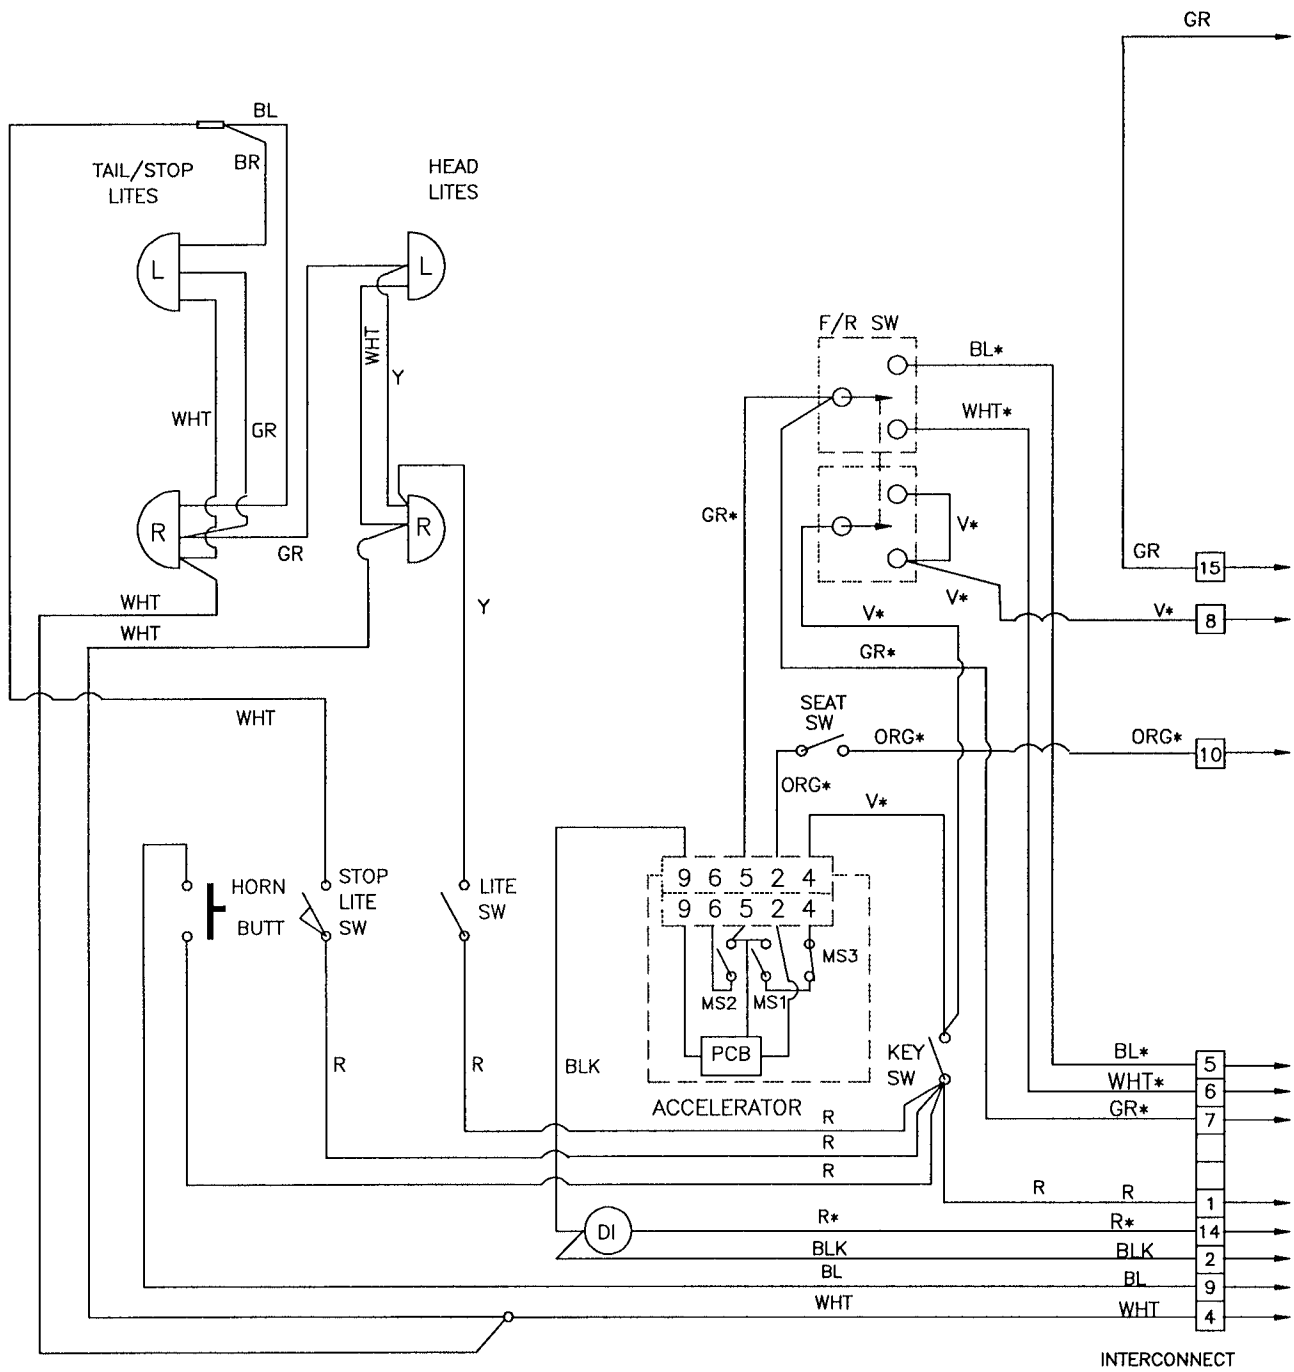 GR
BL
BR
TAIL/STOP
LITES
HEAD
LITES
L
L
WHT
Y
F/R SW
BL*
WHT*
WHT
GR
GR*
V*
R
R
GR
GR
15
WHT
V*
V*
V*
8
WHT
Y
GR*
SEAT
SW
WHT
ORG*
ORG*
10
ORG*
V*
HORN
BUTT
STOP
LITE
SW
LITE
SW
9 6 5 2 4
9 6 5 2 4
MS3
MS2
MS1
PCB
KEY
SW
R
R
BLK
BL*
5
WHT*
6
ACCELERATOR
GR*
7
R
R
R
R
R
1
DI
R*
R*
14
BLK
BLK
2
BL
BL
9
WHT
WHT
4
INTERCONNECT